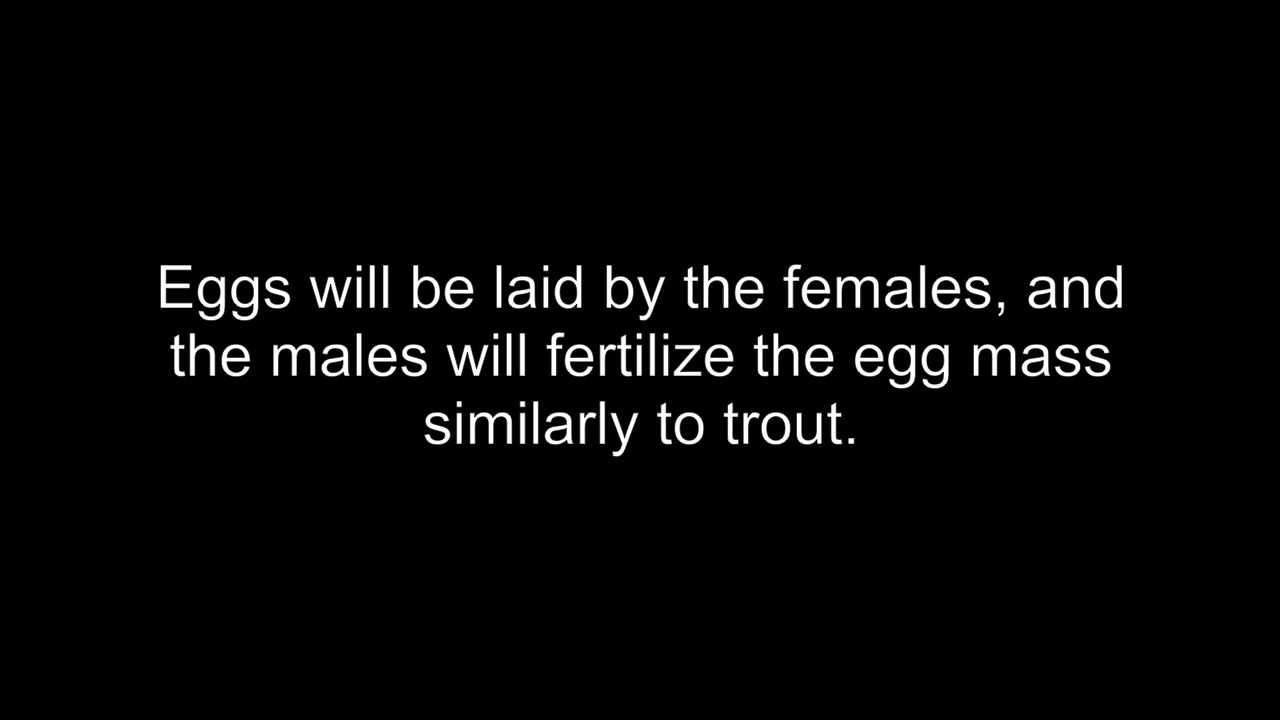 Eggs will be laid by the females, and
the males will fertilize the egg mass
similarly to trout.